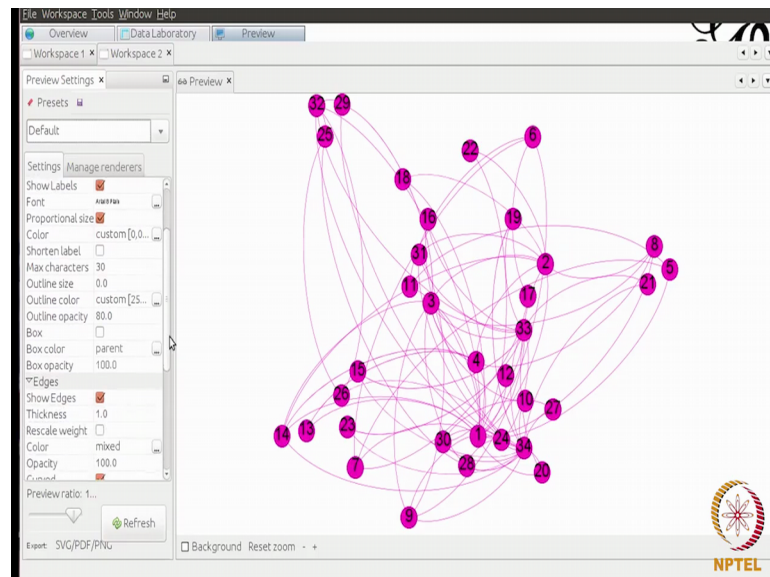 File Workspace Tools Window Help
Overview Data Laboratory Preview
Workspace 1 × Workspace 2 ×
Preview Settings ×
Presets
Default
Settings Manage renderers
Show Labels
Font
Proportional size
Color custom [0,0... ...
Shorten label
Max characters 30
Outline size 0.0
Outline color custom [25... ...
Outline opacity 80.0
Box
Box color parent ...
Box opacity 100.0
Edges
Show Edges
Thickness 1.0
Rescale weight
Color mixed ...
Opacity 100.0
Curved
Preview ratio: 1...
Refresh
Export: SVG/PDF/PNG
Preview ×
32 29
25
6
22
18
16 19
31
2
8
5
11
21
3
17
33
4
15
12
26
10
27
14 13 23
30 1 24
34
7
28
20
9
Background Reset zoom - +
NPTEL